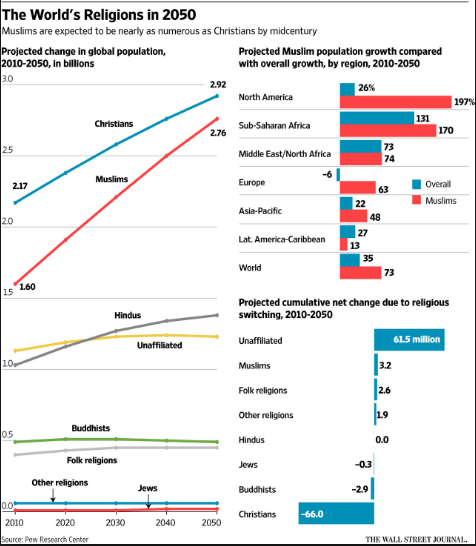 The World's Religions in 2050
Muslims are expected to be nearly as numerous as Christians by midcentury
Projected change in global population,
2010-2050, in billions
3.0
2.92
Christians
2.76
2.5
Muslims
2.17
2.0
1.60
1.5
Hindus
Unaffiliated
1.0
Buddhists
0.5
Folk religions
Other religions
Jews
0.0
2010 2020 2030 2040 2050
Source: Pew Research Center
Projected Muslim population growth compared
with overall growth, by region, 2010-2050
North America 26% 197%
Sub-Saharan Africa 131 170
Middle East/North Africa 73 74
Europe –6 63
Asia-Pacific 22 48
Lat. America-Caribbean 27 13
World 35 73
Overall
Muslims
Projected cumulative net change due to religious
switching, 2010-2050
Unaffiliated 61.5 million
Muslims 3.2
Folk religions 2.6
Other religions 1.9
Hindus 0.0
Jews –0.3
Buddhists –2.9
Christians –66.0
THE WALL STREET JOURNAL.